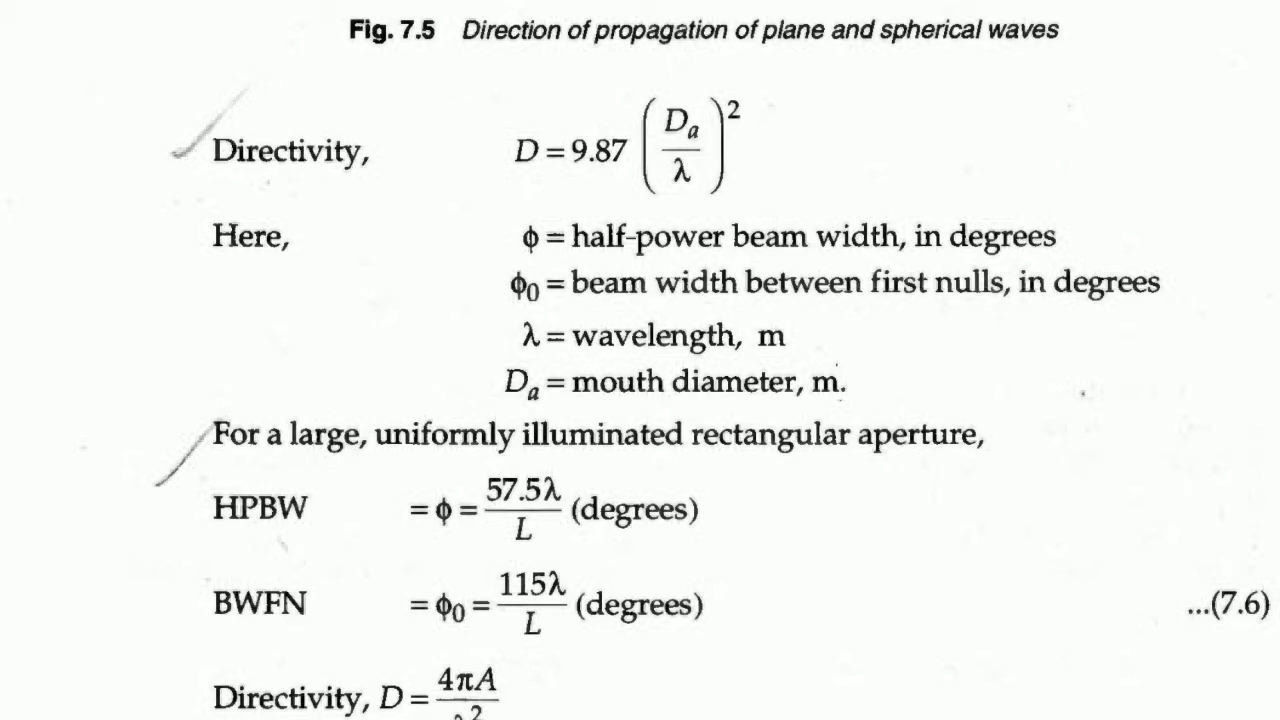 Fig. 7.5 Direction of propagation of plane and spherical waves
Directivity, D = 9.87 (D_a / λ)^2
Here, ϕ = half-power beam width, in degrees
ϕ_0 = beam width between first nulls, in degrees
λ = wavelength, m
D_a = mouth diameter, m.
For a large, uniformly illuminated rectangular aperture,
HPBW = ϕ = 57.5λ / L (degrees)
BWFN = ϕ_0 = 115λ / L (degrees) ...(7.6)
Directivity, D = 4πA / λ^2